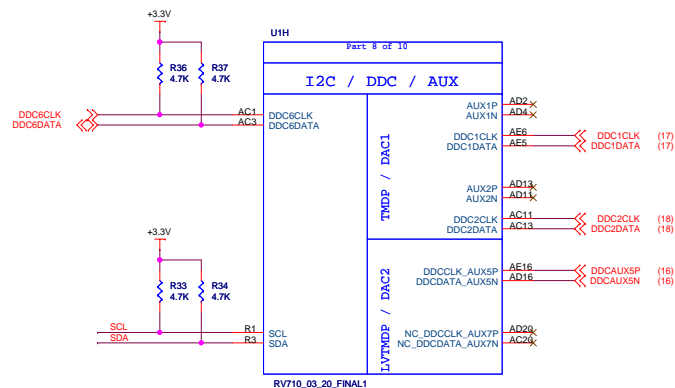 +3.3V
U1H
Part 8 of 10
I2C / DDC / AUX
R36
4.7K
R37
4.7K
DDC6CLK
DDC6DATA
AC1
AC3
DDC6CLK
DDC6DATA
TMDP / DAC1
AUX1P
AUX1N
AD2
AD4
DDC1CLK
DDC1DATA
AE6
AE5
DDC1CLK (17)
DDC1DATA (17)
AUX2P
AUX2N
AD13
AD11
DDC2CLK
DDC2DATA
AC11
AC13
DDC2CLK (18)
DDC2DATA (18)
+3.3V
R33
4.7K
R34
4.7K
SCL
SDA
R1
R3
SCL
SDA
LVTMDP / DAC2
DDCCLK_AUX5P
DDCDATA_AUX5N
AE16
AD16
DDCAUX5P (16)
DDCAUX5N (16)
NC_DDCCLK_AUX7P
NC_DDCDATA_AUX7N
AD20
AC20
RV710_03_20_FINAL1